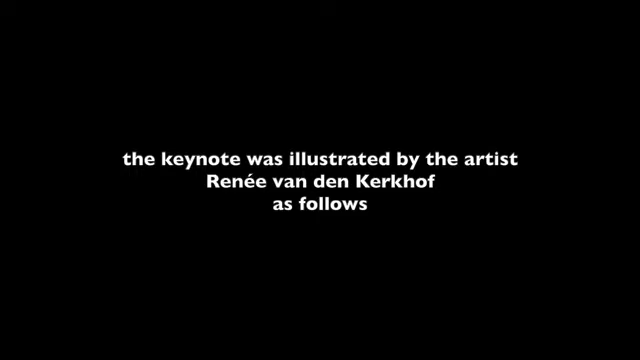 the keynote was illustrated by the artist
Renée van den Kerkhof
as follows